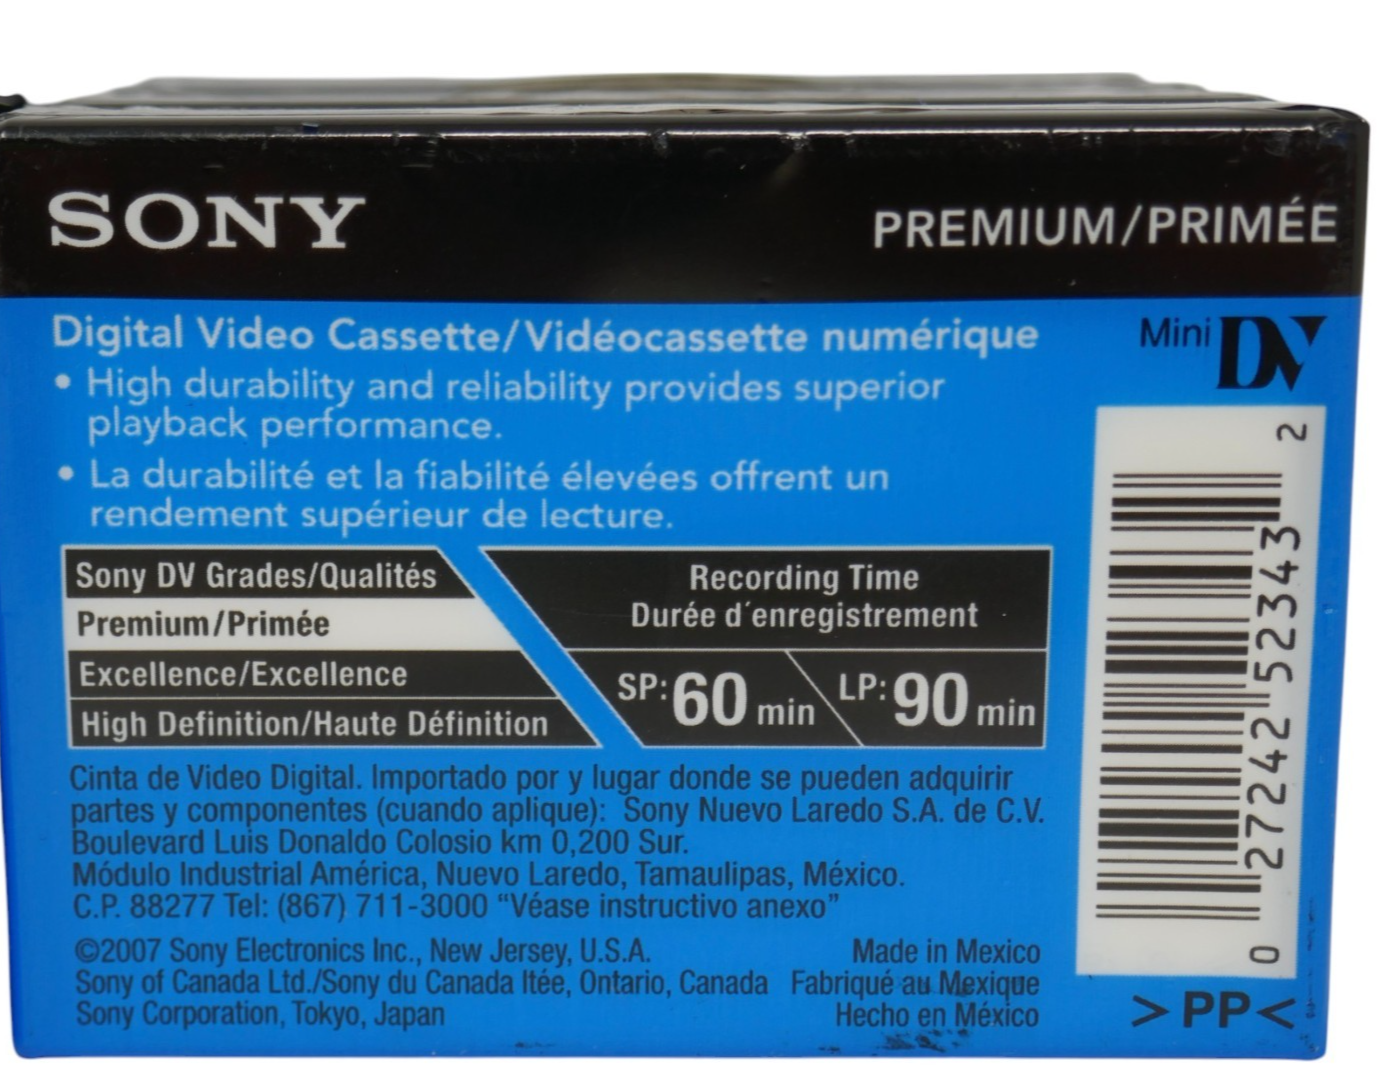 SONY
PREMIUM/PRIMÉE
Digital Video Cassette/Vidéocassette numérique
Mini DV
• High durability and reliability provides superior
playback performance.
• La durabilité et la fiabilité élevées offrent un
rendement supérieur de lecture.
Sony DV Grades/Qualités
Premium/Primée
Excellence/Excellence
High Definition/Haute Définition
Recording Time
Durée d'enregistrement
SP: 60 min LP: 90 min
Cinta de Video Digital. Importado por y lugar donde se pueden adquirir
partes y componentes (cuando aplique): Sony Nuevo Laredo S.A. de C.V.
Boulevard Luis Donaldo Colosio km 0,200 Sur.
Módulo Industrial América, Nuevo Laredo, Tamaulipas, México.
C.P. 88277 Tel: (867) 711-3000 “Véase instructivo anexo”
©2007 Sony Electronics Inc., New Jersey, U.S.A.
Sony of Canada Ltd./Sony du Canada ltée, Ontario, Canada
Sony Corporation, Tokyo, Japan
Made in Mexico
Fabriqué au Mexique
Hecho en México
0 27242 52343 2
>PP<